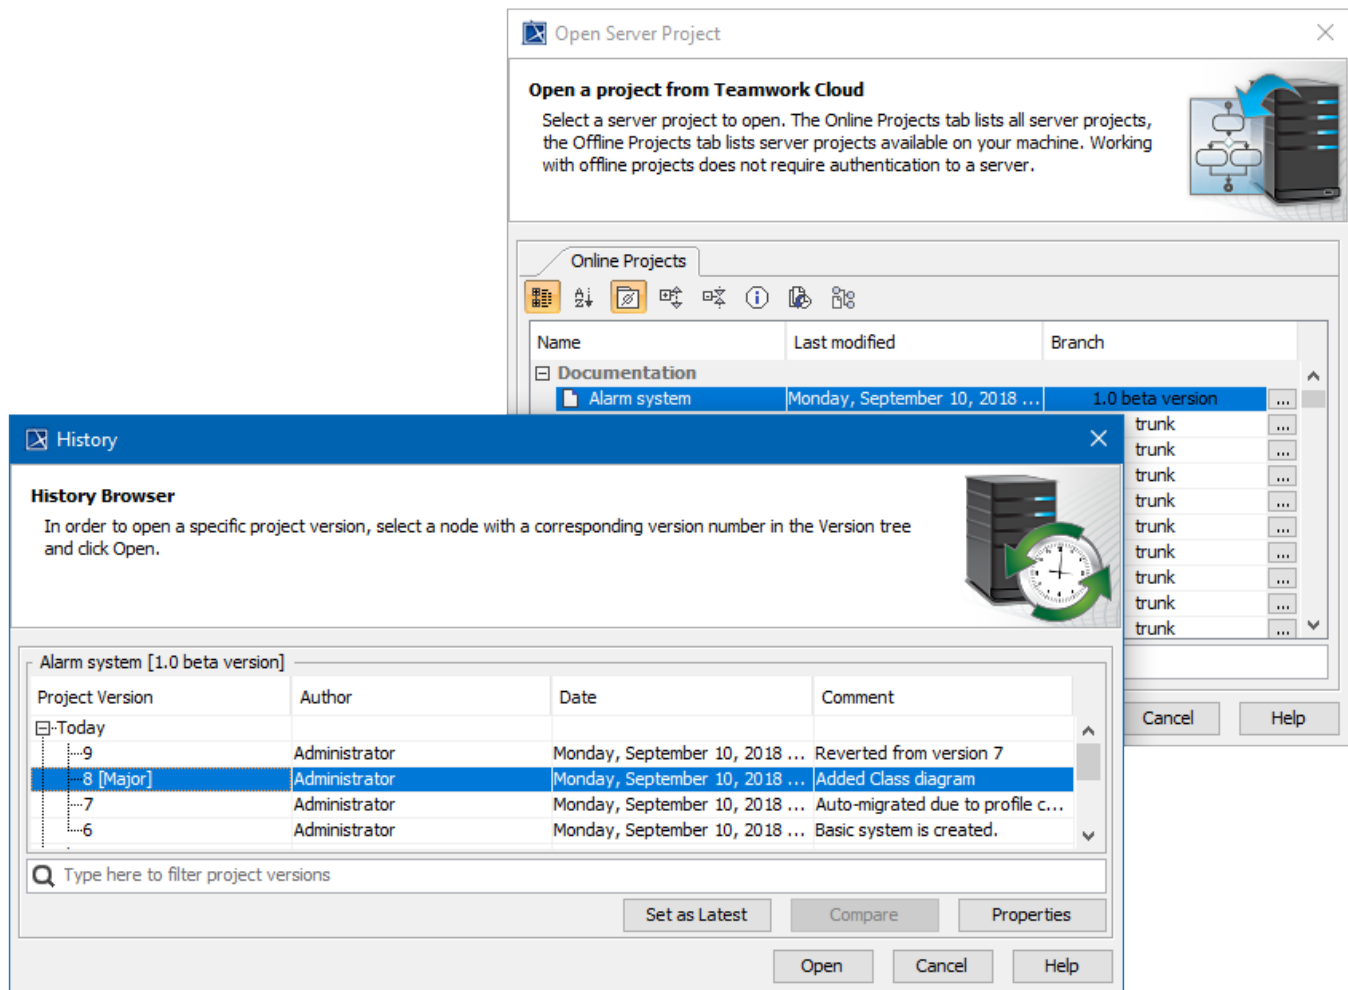 Open Server Project
Open a project from Teamwork Cloud
Select a server project to open. The Online Projects tab lists all server projects,
the Offline Projects tab lists server projects available on your machine. Working
with offline projects does not require authentication to a server.
Online Projects
Name Last modified Branch
Documentation
Alarm system Monday, September 10, 2018 ... 1.0 beta version ...
trunk ...
trunk ...
trunk ...
trunk ...
trunk ...
trunk ...
trunk ...
trunk ...
trunk ...
Cancel Help
History
History Browser
In order to open a specific project version, select a node with a corresponding version number in the Version tree
and click Open.
Alarm system [1.0 beta version]
Project Version Author Date Comment
Today
9 Administrator Monday, September 10, 2018 ... Reverted from version 7
8 [Major] Administrator Monday, September 10, 2018 ... Added Class diagram
7 Administrator Monday, September 10, 2018 ... Auto-migrated due to profile c...
6 Administrator Monday, September 10, 2018 ... Basic system is created.
Type here to filter project versions
Set as Latest Compare Properties
Open Cancel Help